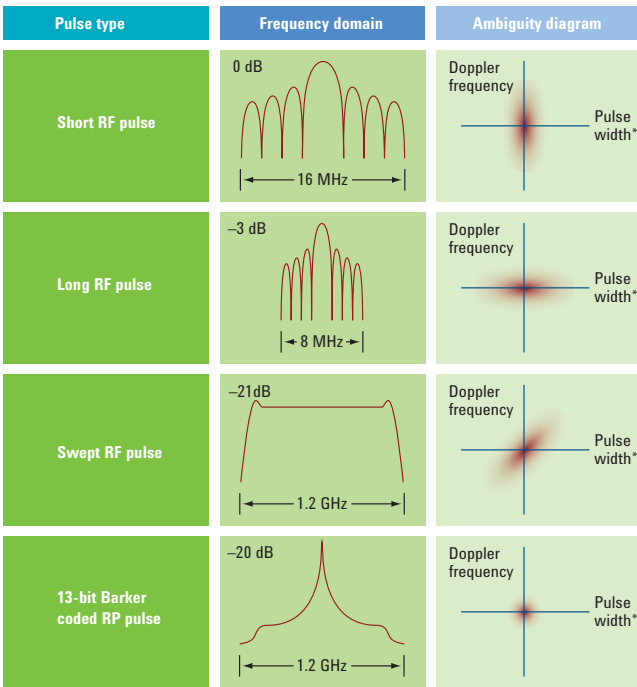 Pulse type
Frequency domain
Ambiguity diagram
Short RF pulse
0 dB
16 MHz
Doppler
frequency
Pulse
width*
Long RF pulse
–3 dB
8 MHz
Doppler
frequency
Pulse
width*
Swept RF pulse
–21dB
1.2 GHz
Doppler
frequency
Pulse
width*
13-bit Barker
coded RP pulse
–20 dB
1.2 GHz
Doppler
frequency
Pulse
width*